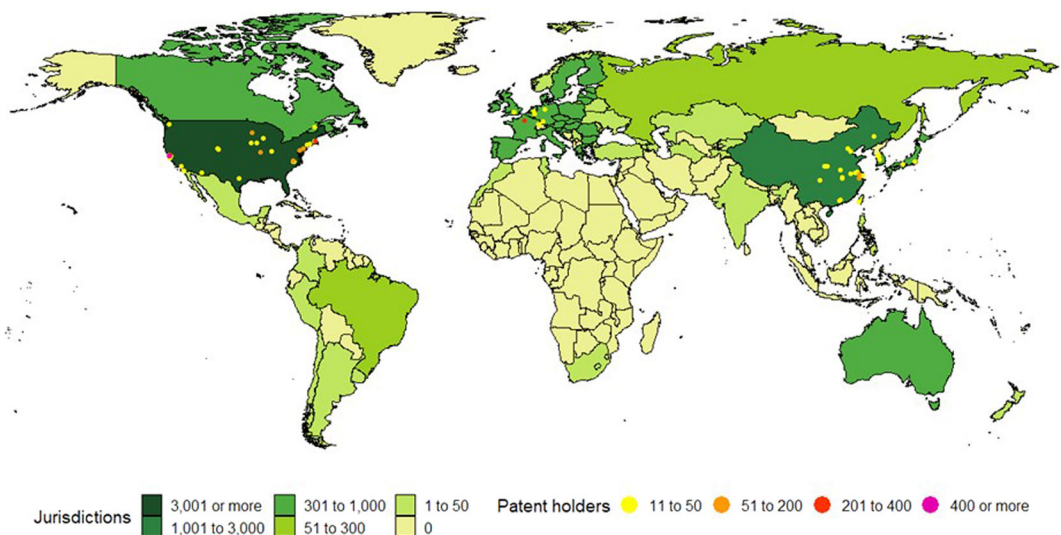 Jurisdictions 3,001 or more 301 to 1,000 1 to 50 Patent holders 11 to 50 51 to 200 201 to 400 400 or more
1,001 to 3,000 51 to 300 0